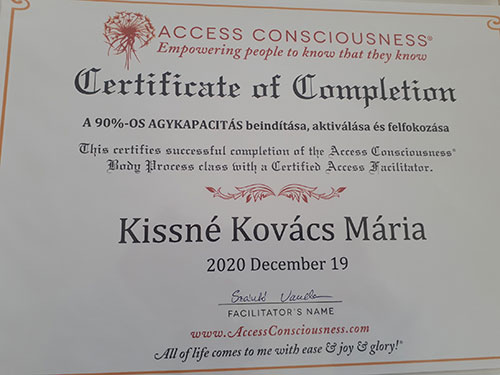 ACCESS CONSCIOUSNESS®
Empowering people to know that they know
Certificate of Completion
A 90%-OS AGYKAPACITÁS beindítása, aktiválása és felfokozása
This certifies successful completion of the Access Consciousness®
Body Process class with a Certified Access Facilitator.
Kissné Kovács Mária
2020 December 19
FACILITATOR'S NAME
www.AccessConsciousness.com
All of life comes to me with ease & joy & glory!®